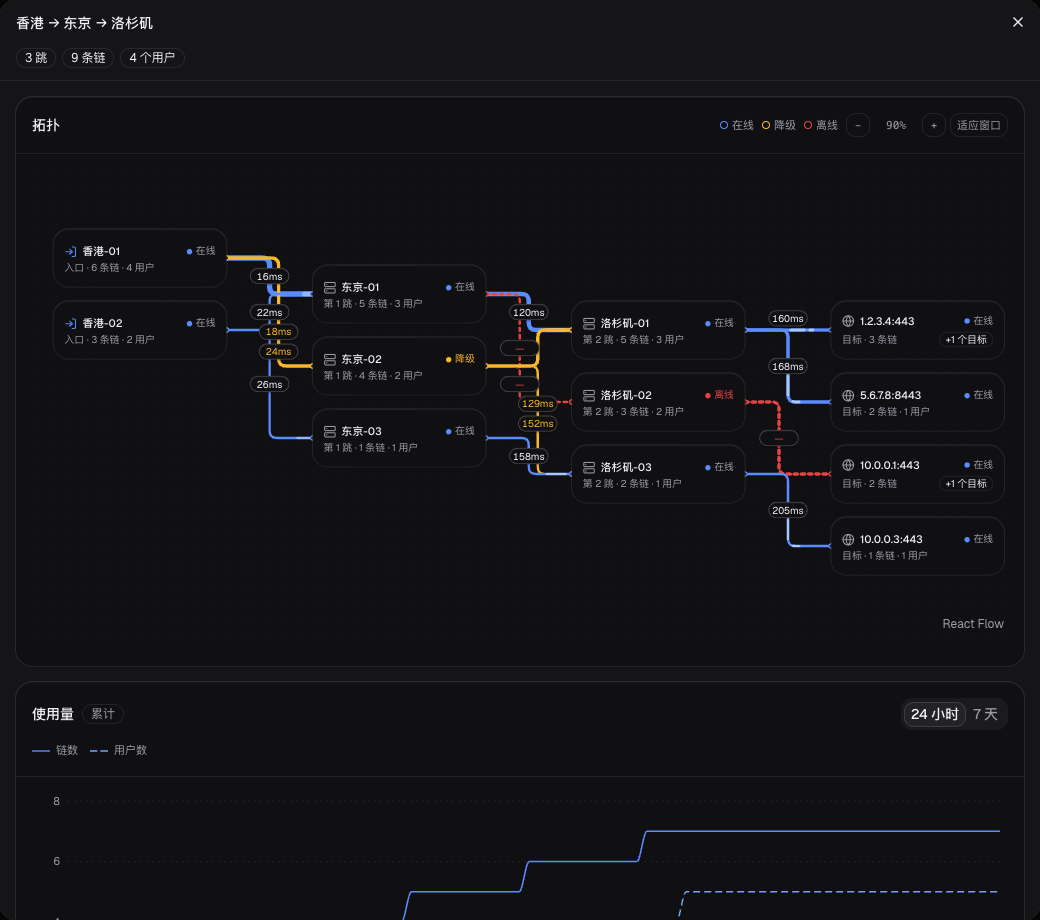 香港 → 东京 → 洛杉矶
3 跳 9 条链 4 个用户
拓扑
在线 降级 离线 − 90% + 适应窗口
香港-01 在线
入口 · 6 条链 · 4 用户
香港-02 在线
入口 · 3 条链 · 2 用户
16ms
22ms
18ms
24ms
26ms
东京-01 在线
第 1 跳 · 5 条链 · 3 用户
东京-02 降级
第 1 跳 · 4 条链 · 2 用户
东京-03 在线
第 1 跳 · 1 条链 · 1 用户
120ms
—
—
129ms
152ms
158ms
洛杉矶-01 在线
第 2 跳 · 5 条链 · 3 用户
洛杉矶-02 离线
第 2 跳 · 3 条链 · 2 用户
洛杉矶-03 在线
第 2 跳 · 2 条链 · 1 用户
160ms
168ms
—
205ms
1.2.3.4:443 在线
目标 · 3 条链 +1 个目标
5.6.7.8:8443 在线
目标 · 2 条链 · 1 用户
10.0.0.1:443 在线
目标 · 2 条链 +1 个目标
10.0.0.3:443 在线
目标 · 1 条链 · 1 用户
React Flow
使用量 累计 24 小时 7 天
链数 用户数
8
6